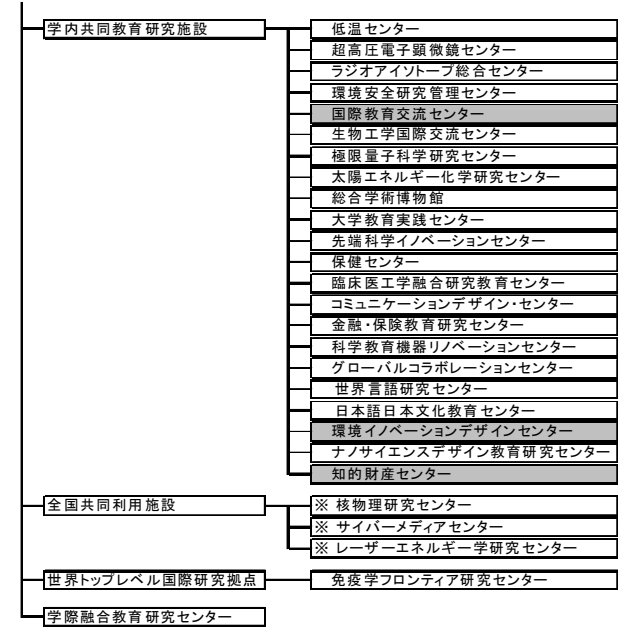 学内共同教育研究施設
低温センター
超高圧電子顕微鏡センター
ラジオアイソトープ総合センター
環境安全研究管理センター
国際教育交流センター
生物工学国際交流センター
極限量子科学研究センター
太陽エネルギー化学研究センター
総合学術博物館
大学教育実践センター
先端科学イノベーションセンター
保健センター
臨床医工学融合研究教育センター
コミュニケーションデザイン・センター
金融・保険教育研究センター
科学教育機器リノベーションセンター
グローバルコラボレーションセンター
世界言語研究センター
日本語日本文化教育センター
環境イノベーションデザインセンター
ナノサイエンスデザイン教育研究センター
知的財産センター
全国共同利用施設
※ 核物理研究センター
※ サイバーメディアセンター
※ レーザーエネルギー学研究センター
世界トップレベル国際研究拠点
免疫学フロンティア研究センター
学際融合教育研究センター